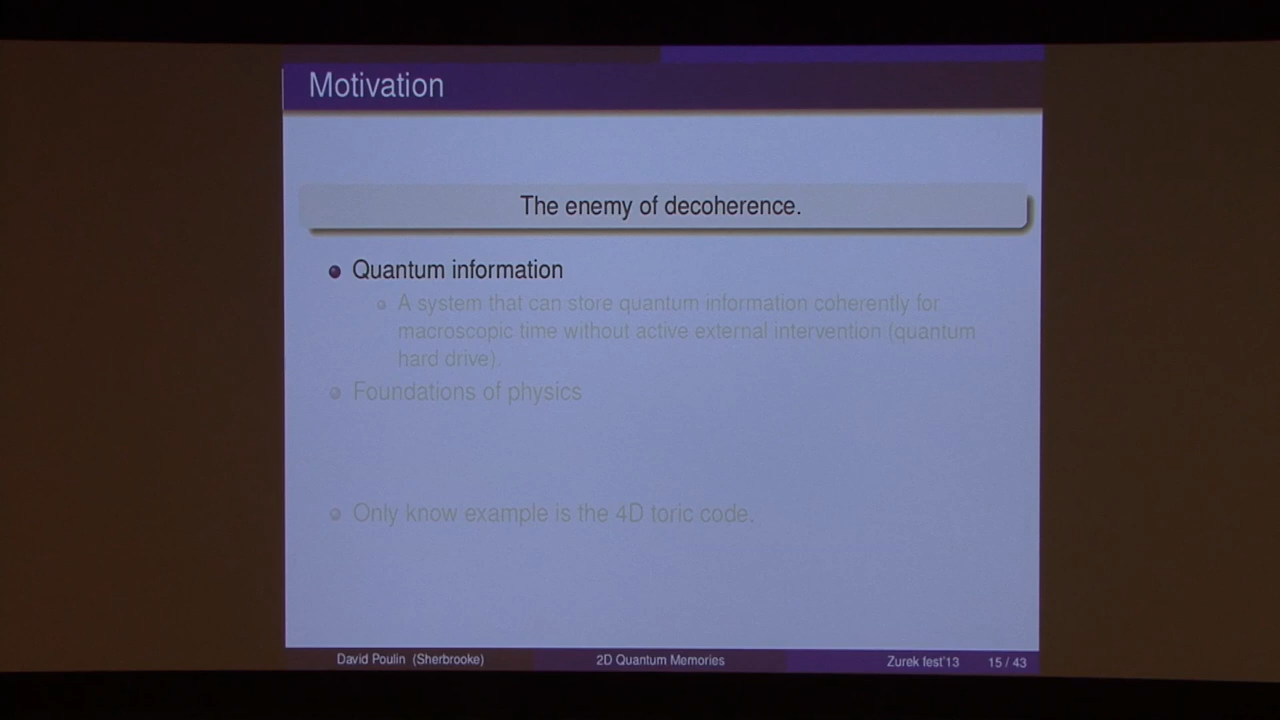 Motivation
The enemy of decoherence.
Quantum information
A system that can store quantum information coherently for
macroscopic time without active external intervention (quantum
hard drive).
Foundations of physics
Only know example is the 4D toric code.
David Poulin (Sherbrooke) 2D Quantum Memories Zurek fest'13 15 / 43